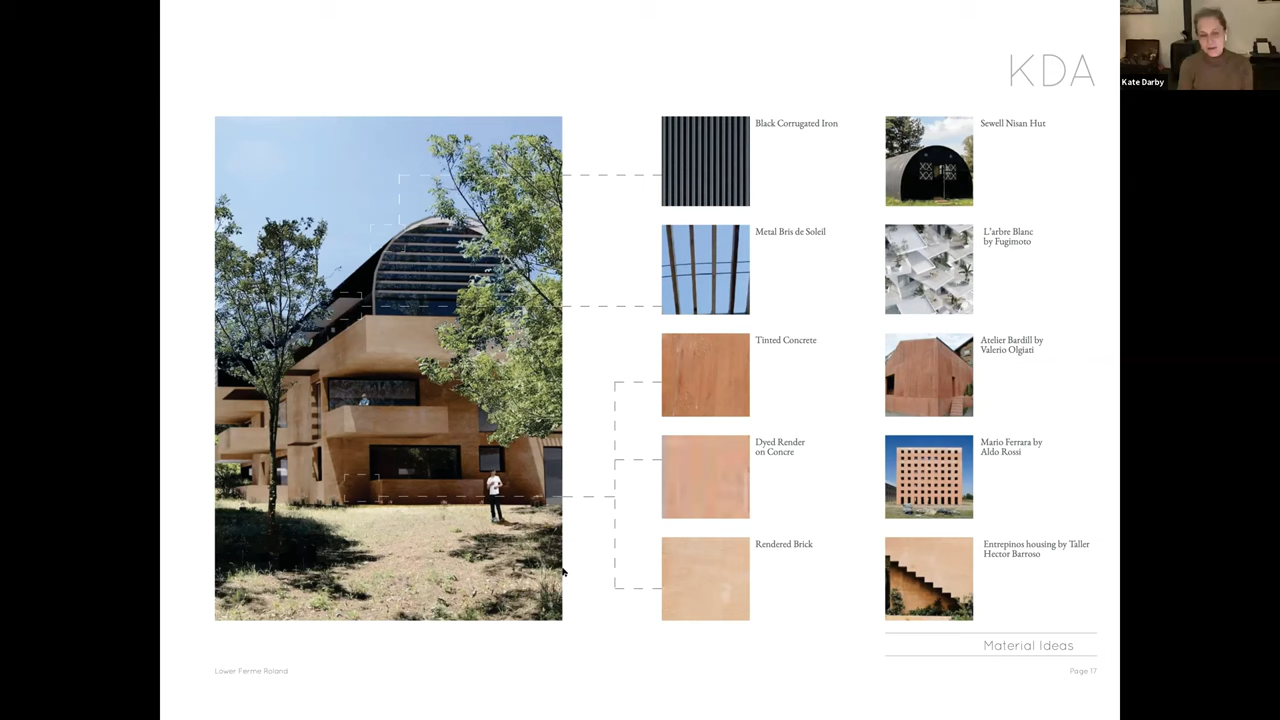 Kate Darby
KDA
Black Corrugated Iron
Sewell Nisan Hut
Metal Bris de Soleil
L'arbre Blanc
by Fugimoto
Tinted Concrete
Atelier Bardill by
Valerio Olgiati
Dyed Render
on Concre
Mario Ferrara by
Aldo Rossi
Rendered Brick
Entrepinos housing by Taller
Hector Barroso
Material Ideas
Lower Ferme Roland
Page 17